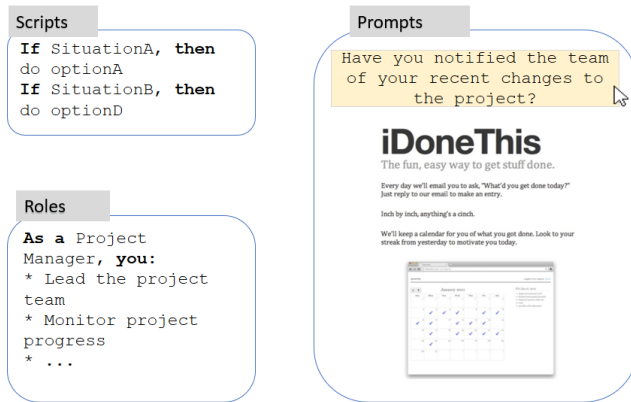 Scripts
If SituationA, then
do optionA
If SituationB, then
do optionD
Roles
As a Project
Manager, you:
* Lead the project
team
* Monitor project
progress
* ...
Prompts
Have you notified the team
of your recent changes to
the project?
iDoneThis
The fun, easy way to get stuff done.
Every day we'll email you to ask, "What'd you get done today?"
Just reply to our email to make an entry.
Inch by inch, anything's a cinch.
We'll keep a calendar for you of what you got done. Look to your
streak from yesterday to motivate you today.